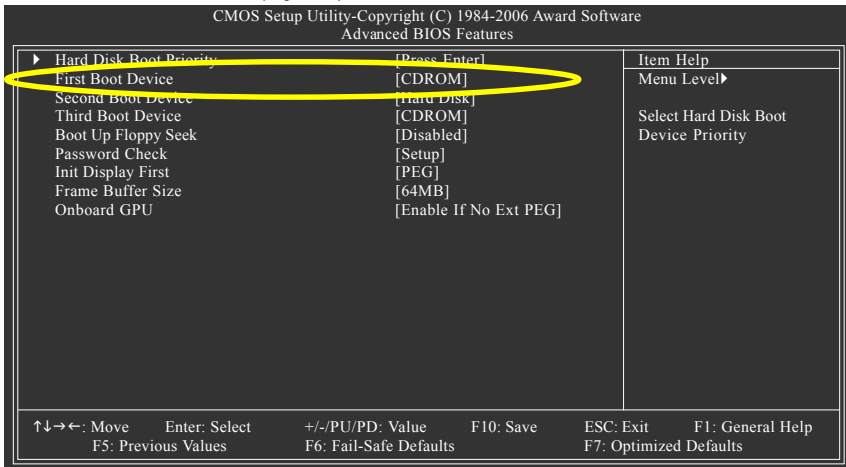 CMOS Setup Utility-Copyright (C) 1984-2006 Award Software
Advanced BIOS Features
Hard Disk Boot Priority [Press Enter]
First Boot Device [CDROM]
Second Boot Device [Hard Disk]
Third Boot Device [CDROM]
Boot Up Floppy Seek [Disabled]
Password Check [Setup]
Init Display First [PEG]
Frame Buffer Size [64MB]
Onboard GPU [Enable If No Ext PEG]
Item Help
Menu Level
Select Hard Disk Boot
Device Priority
↑↓→←: Move Enter: Select +/-/PU/PD: Value F10: Save ESC: Exit F1: General Help
F5: Previous Values F6: Fail-Safe Defaults F7: Optimized Defaults